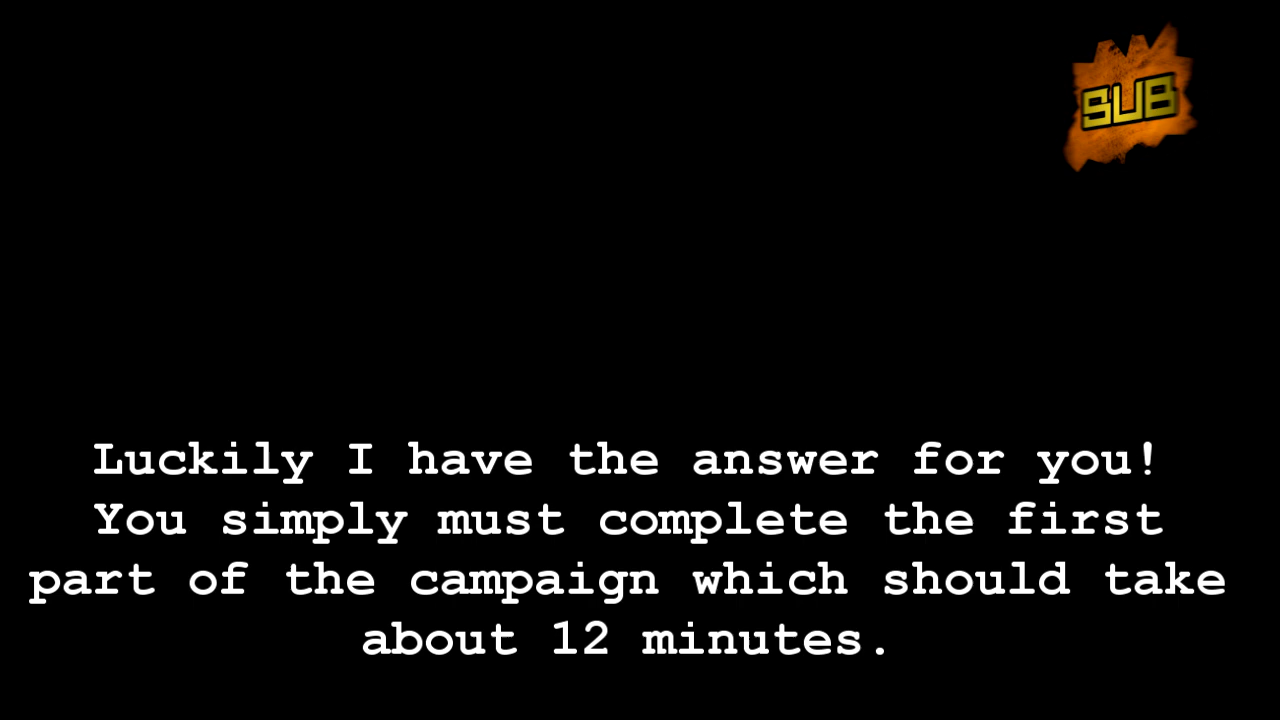 SUB
Luckily I have the answer for you!
You simply must complete the first
part of the campaign which should take
about 12 minutes.